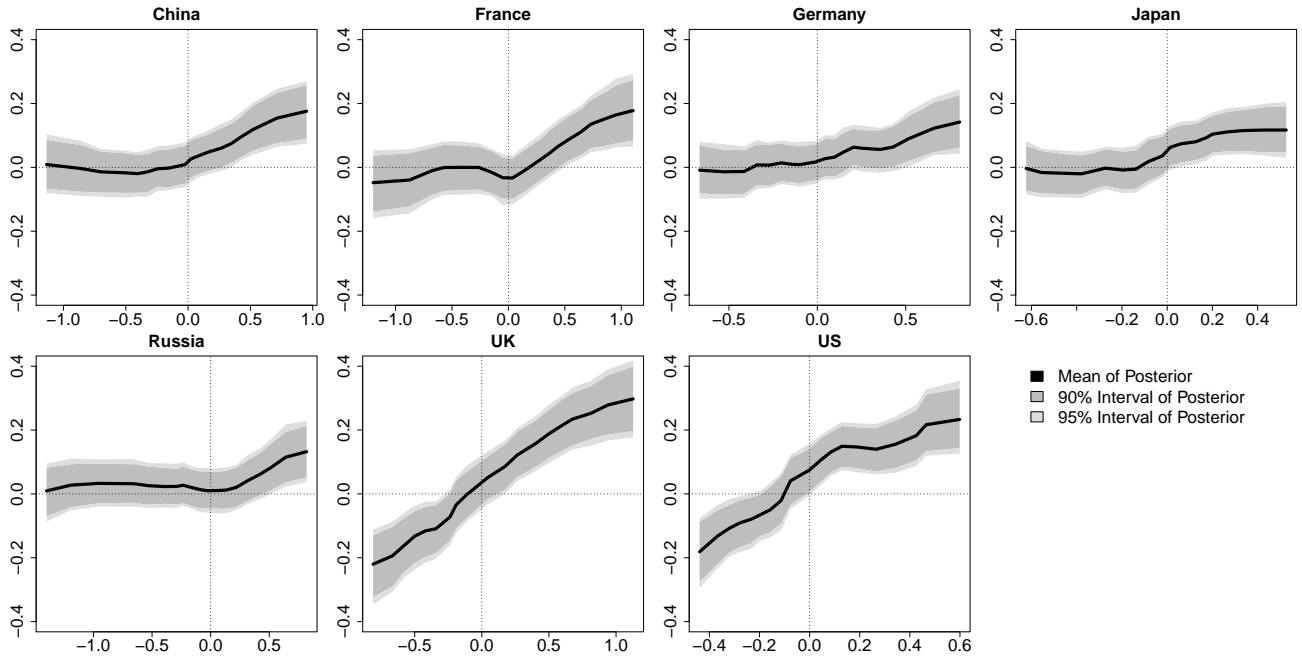 China France Germany Japan
0.4 0.4 0.4 0.4
0.2 0.2 0.2 0.2
0.0 0.0 0.0 0.0
−0.2 −0.2 −0.2 −0.2
−0.4 −0.4 −0.4 −0.4
−1.0 −0.5 0.0 0.5 1.0 −1.0 −0.5 0.0 0.5 1.0 −0.5 0.0 0.5 −0.6 −0.2 0.0 0.2 0.4
Russia UK US
0.4 0.4 0.4
Mean of Posterior
90% Interval of Posterior
95% Interval of Posterior
0.2 0.2 0.2
0.0 0.0 0.0
−0.2 −0.2 −0.2
−0.4 −0.4 −0.4
−1.0 −0.5 0.0 0.5 −0.5 0.0 0.5 1.0 −0.4 −0.2 0.0 0.2 0.4 0.6